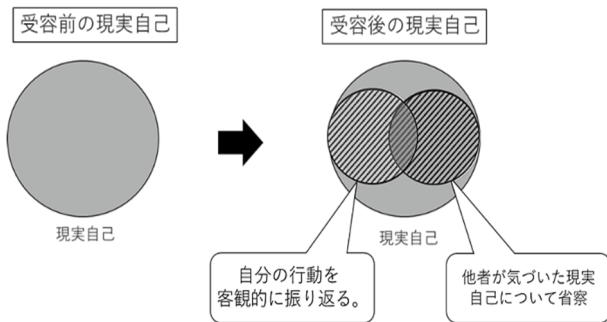 受容前の現実自己
受容後の現実自己
現実自己
現実自己
自分の行動を
客観的に振り返る。
他者が気づいた現実
自己について省察